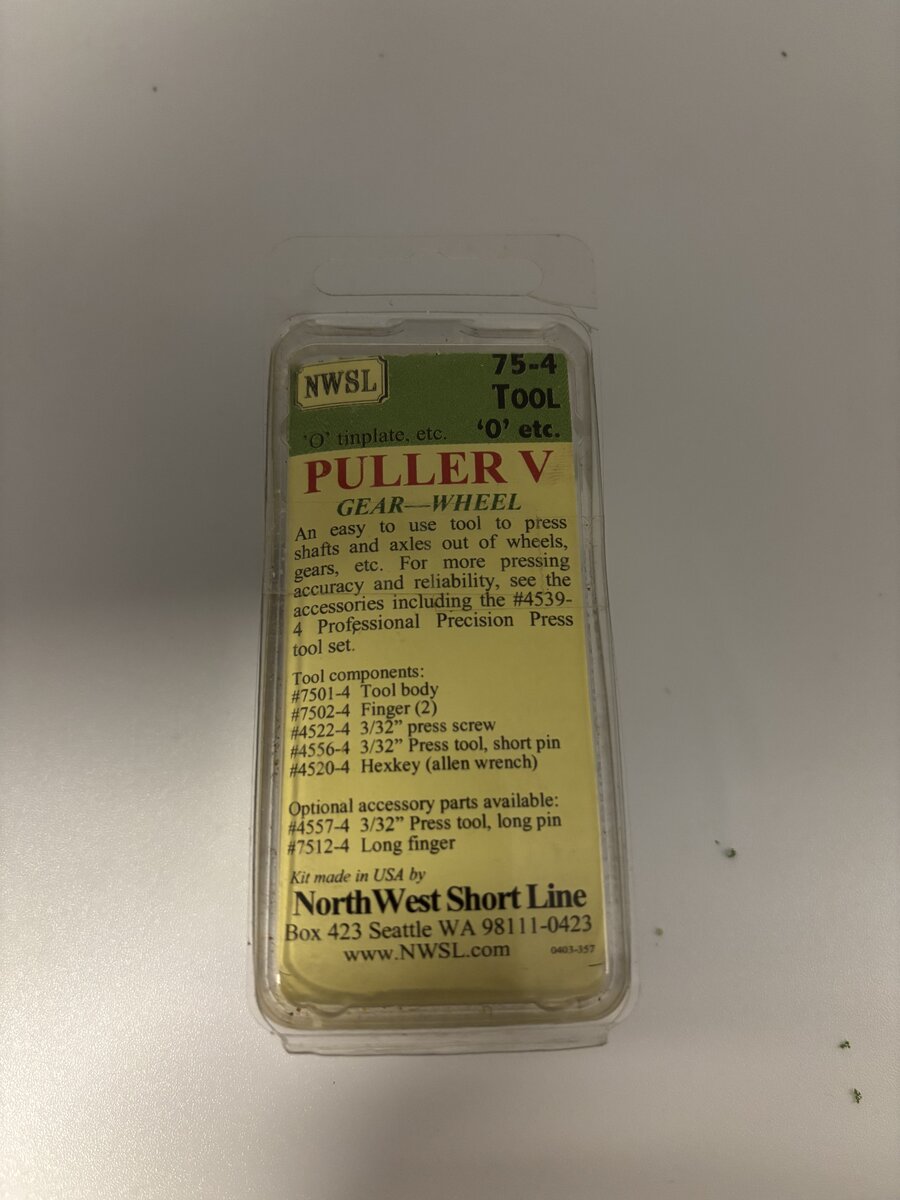 NWSL
75-4
TOOL
'O' tinplate, etc.
'O' etc.
PULLER V
GEAR—WHEEL
An easy to use tool to press
shafts and axles out of wheels,
gears, etc. For more pressing
accuracy and reliability, see the
accessories including the #4539-
4 Professional Precision Press
tool set.
Tool components:
#7501-4 Tool body
#7502-4 Finger (2)
#4522-4 3/32” press screw
#4556-4 3/32” Press tool, short pin
#4520-4 Hexkey (allen wrench)
Optional accessory parts available:
#4557-4 3/32” Press tool, long pin
#7512-4 Long finger
Kit made in USA by
NorthWest Short Line
Box 423 Seattle WA 98111-0423
www.NWSL.com
0403-357